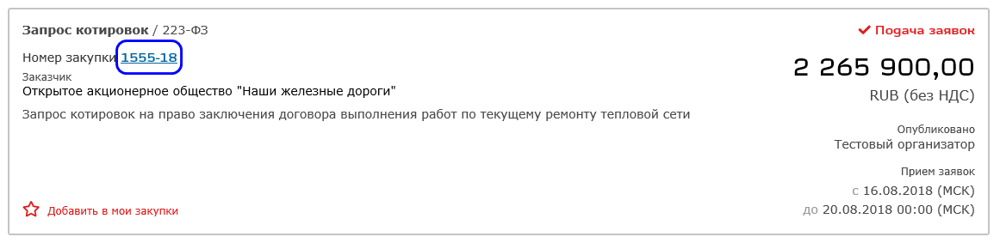 Запрос котировок / 223-ФЗ
Подача заявок
Номер закупки 1555-18
2 265 900,00
Заказчик
RUB (без НДС)
Открытое акционерное общество "Наши железные дороги"
Запрос котировок на право заключения договора выполнения работ по текущему ремонту тепловой сети
Опубликовано
Тестовый организатор
Прием заявок
с 16.08.2018 (МСК)
до 20.08.2018 00:00 (МСК)
Добавить в мои закупки